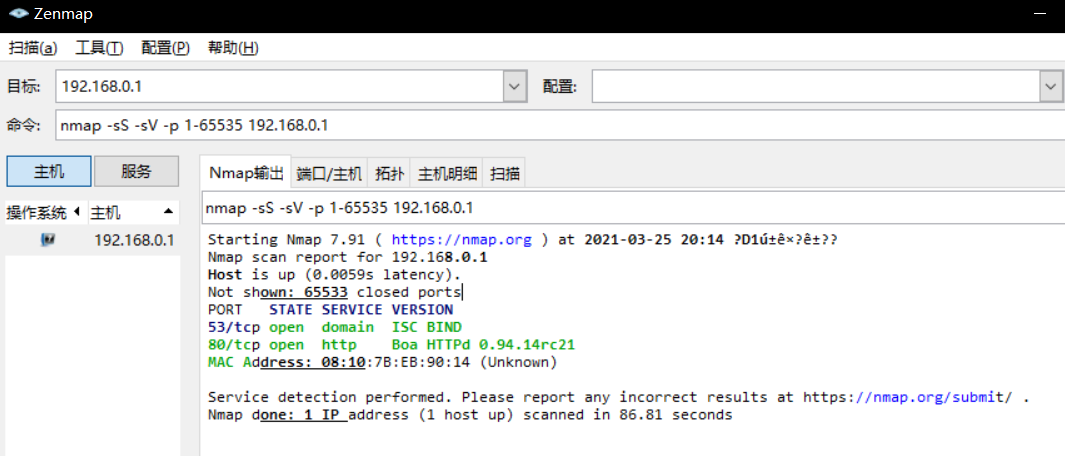 Zenmap
扫描(a) 工具(T) 配置(P) 帮助(H)
目标: 192.168.0.1 配置:
命令: nmap -sS -sV -p 1-65535 192.168.0.1
主机 服务 Nmap输出 端口/主机 拓扑 主机明细 扫描
操作系统 主机
nmap -sS -sV -p 1-65535 192.168.0.1
192.168.0.1
Starting Nmap 7.91 ( https://nmap.org ) at 2021-03-25 20:14 ?D1ú±ê×?ê±??
Nmap scan report for 192.168.0.1
Host is up (0.0059s latency).
Not shown: 65533 closed ports
PORT STATE SERVICE VERSION
53/tcp open domain ISC BIND
80/tcp open http Boa HTTPd 0.94.14rc21
MAC Address: 08:10:7B:EB:90:14 (Unknown)
Service detection performed. Please report any incorrect results at https://nmap.org/submit/ .
Nmap done: 1 IP address (1 host up) scanned in 86.81 seconds